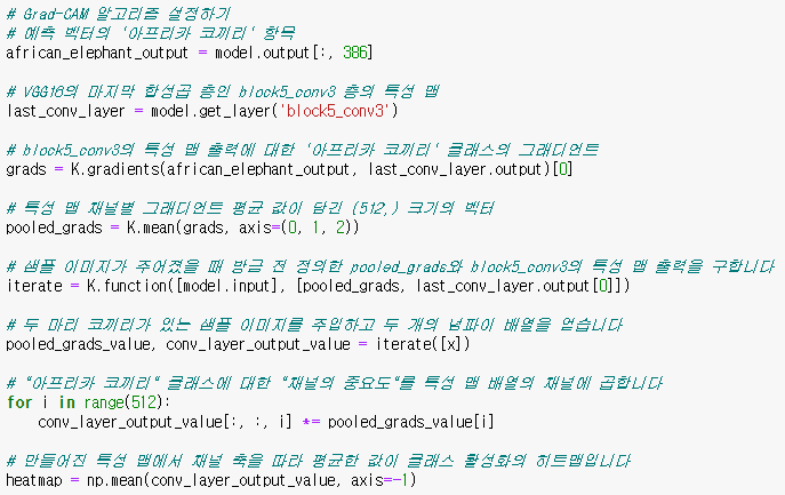 # Grad-CAM 알고리즘 설정하기
# 예측 벡터의 '아프리카 코끼리' 항목
african_elephant_output = model.output[:, 386]
# VGG16의 마지막 합성곱 층인 block5_conv3 층의 특성 맵
last_conv_layer = model.get_layer('block5_conv3')
# block5_conv3의 특성 맵 출력에 대한 '아프리카 코끼리' 클래스의 그래디언트
grads = K.gradients(african_elephant_output, last_conv_layer.output)[0]
# 특성 맵 채널별 그래디언트 평균 값이 담긴 (512,) 크기의 벡터
pooled_grads = K.mean(grads, axis=(0, 1, 2))
# 샘플 이미지가 주어졌을 때 방금 전 정의한 pooled_grads와 block5_conv3의 특성 맵 출력을 구합니다
iterate = K.function([model.input], [pooled_grads, last_conv_layer.output[0]])
# 두 마리 코끼리가 있는 샘플 이미지를 주입하고 두 개의 넘파이 배열을 얻습니다
pooled_grads_value, conv_layer_output_value = iterate([x])
# "아프리카 코끼리" 클래스에 대한 "채널의 중요도"를 특성 맵 배열의 채널에 곱합니다
for i in range(512):
    conv_layer_output_value[:, :, i] *= pooled_grads_value[i]
# 만들어진 특성 맵에서 채널 축을 따라 평균한 값이 클래스 활성화의 히트맵입니다
heatmap = np.mean(conv_layer_output_value, axis=-1)